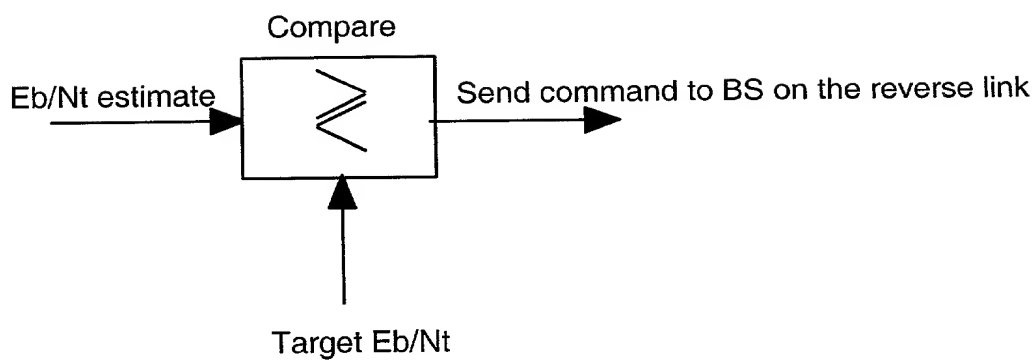 Compare
Eb/Nt estimate
Send command to BS on the reverse link
Target Eb/Nt